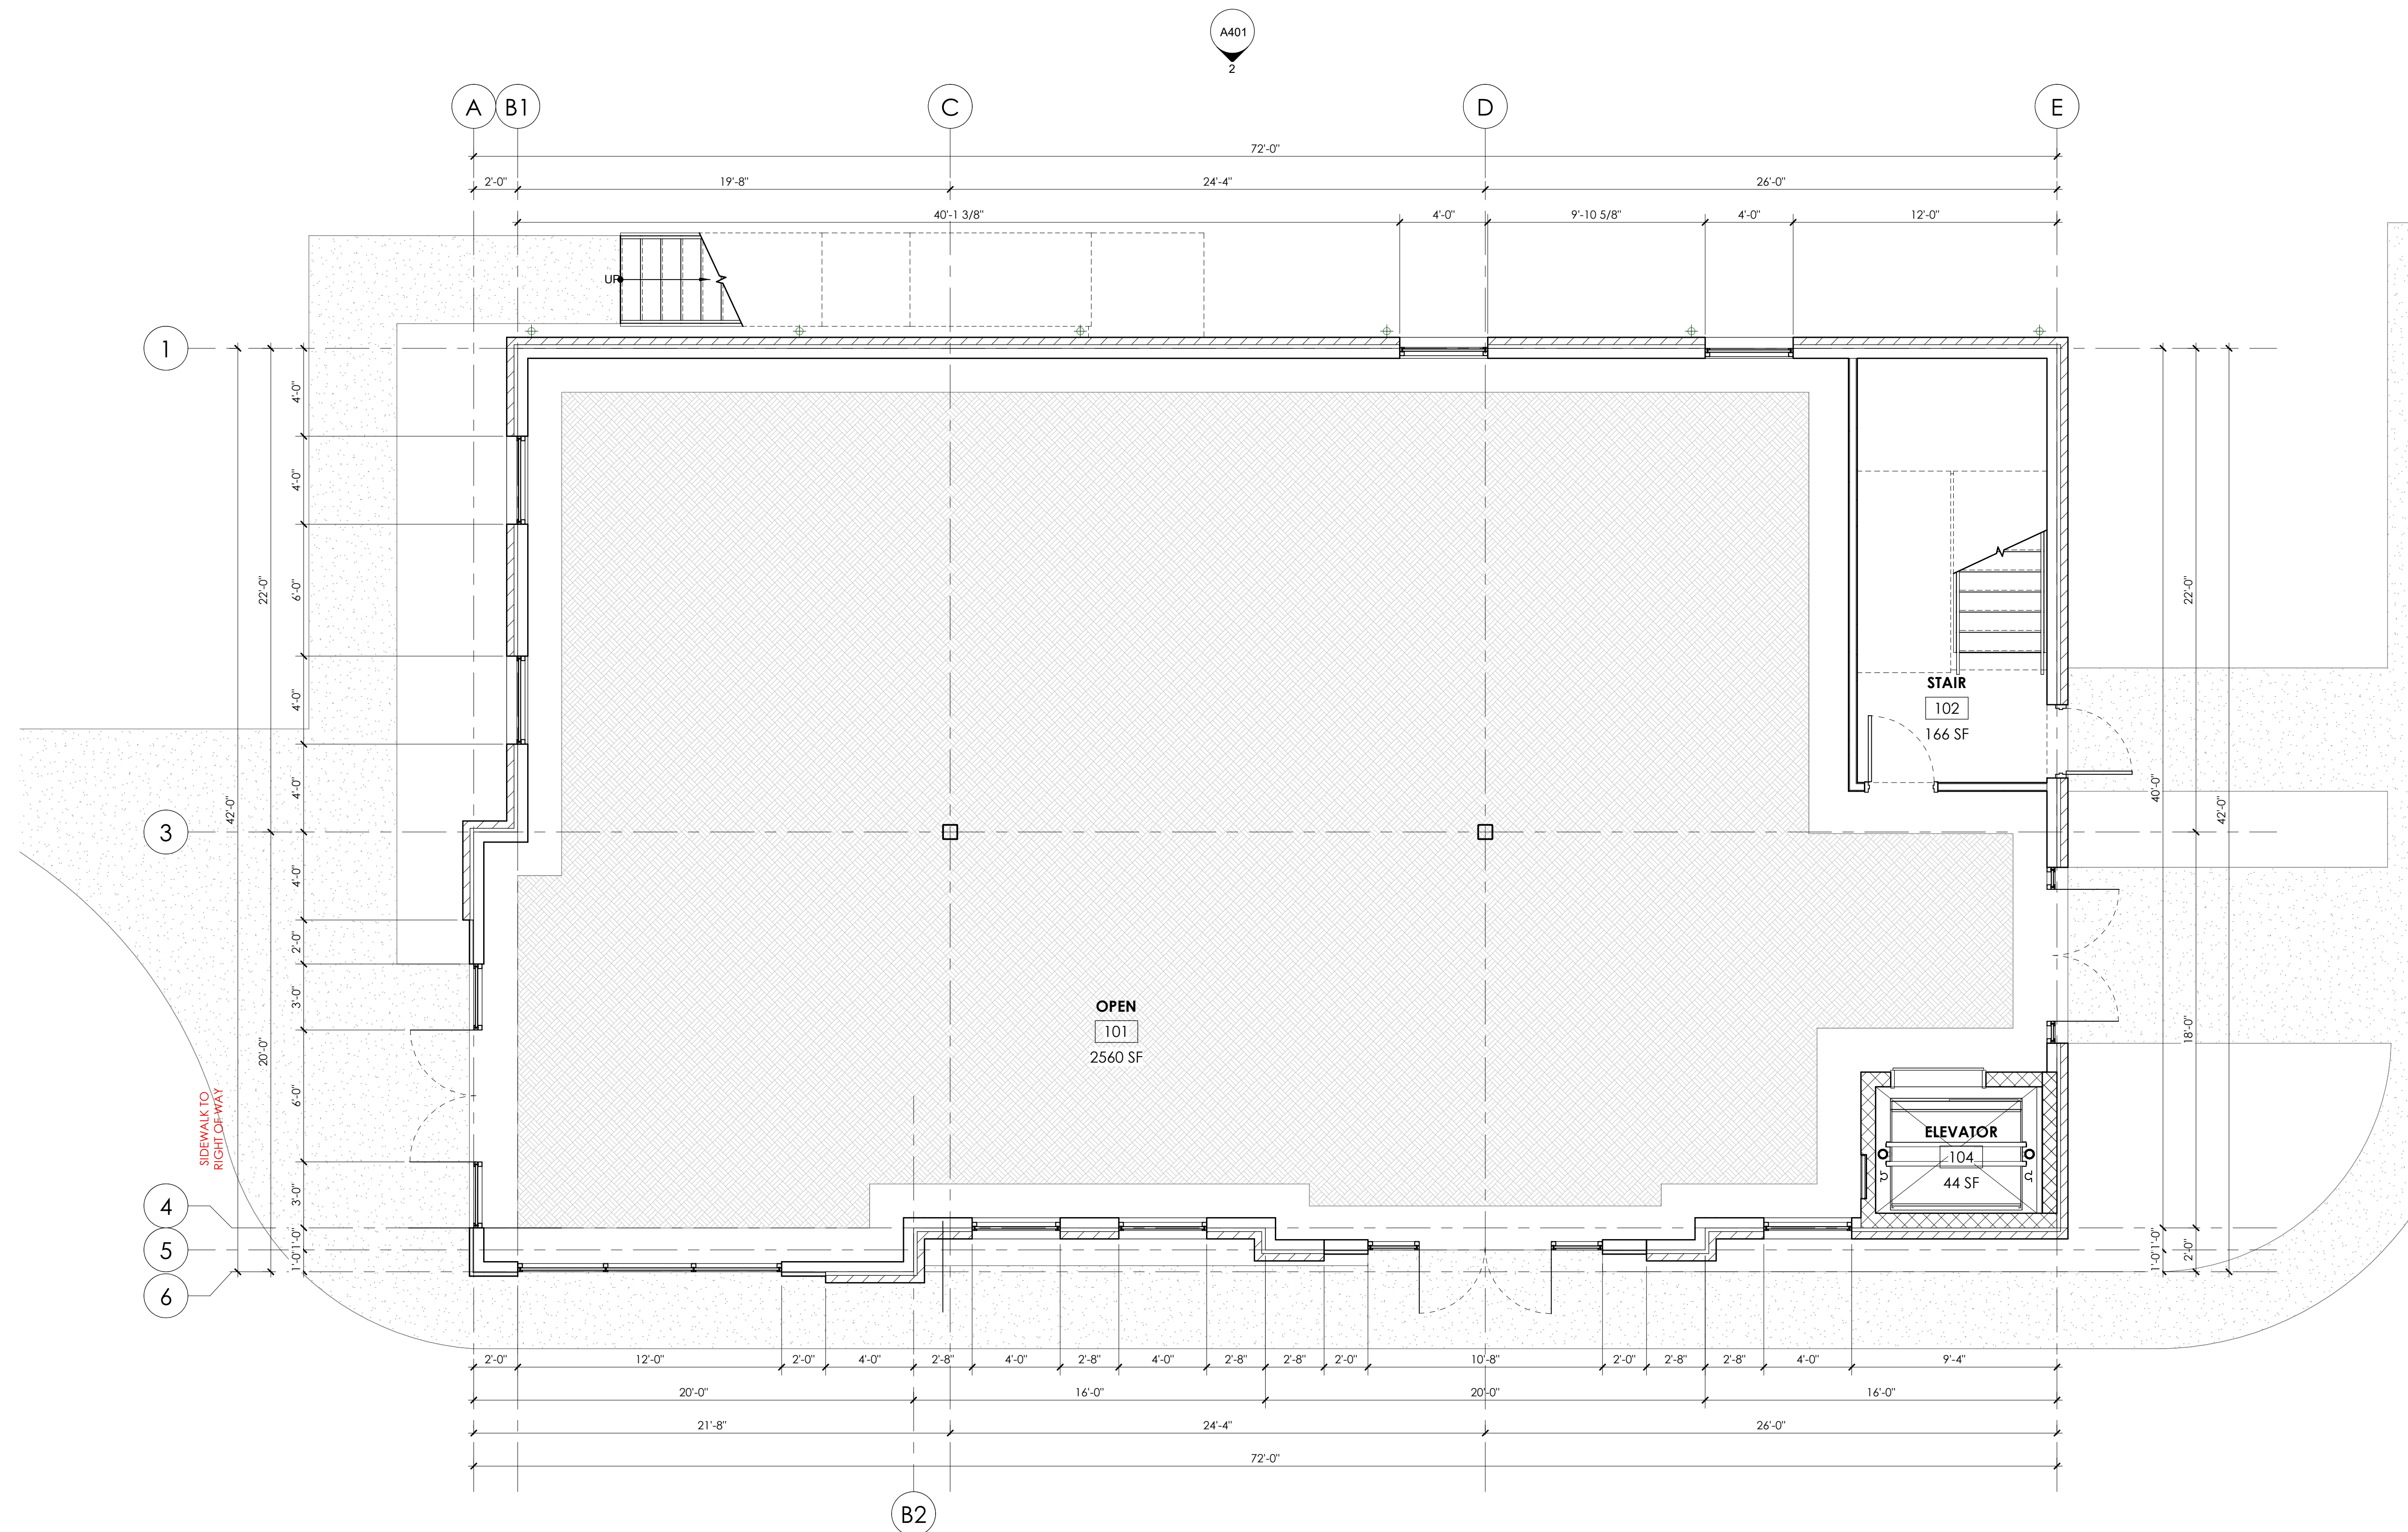 A401
2
A B1 C D E
72'-0"
2'-0" 19'-8" 24'-4" 26'-0"
40'-1 3/8" 4'-0" 9'-10 5/8" 4'-0" 12'-0"
UP
1
4'-0"
4'-0"
6'-0"
22'-0"
22'-0"
4'-0"
STAIR
102
166 SF
4'-0"
40'-0"
42'-0"
42'-0"
3
4'-0"
2'-0"
3'-0"
OPEN
101
2560 SF
20'-0"
18'-0"
6'-0"
SIDEWALK TO
RIGHT OF WAY
ELEVATOR
104
44 SF
3'-0"
4
1'-0"
1'-0"
5
1'-0"
1'-0"
2'-0"
6
2'-0" 12'-0" 2'-0" 4'-0" 2'-8" 4'-0" 2'-8" 4'-0" 2'-8" 2'-8" 2'-0" 10'-8" 2'-0" 2'-8" 2'-8" 4'-0" 9'-4"
20'-0" 16'-0" 20'-0" 16'-0"
21'-8" 24'-4" 26'-0"
72'-0"
B2